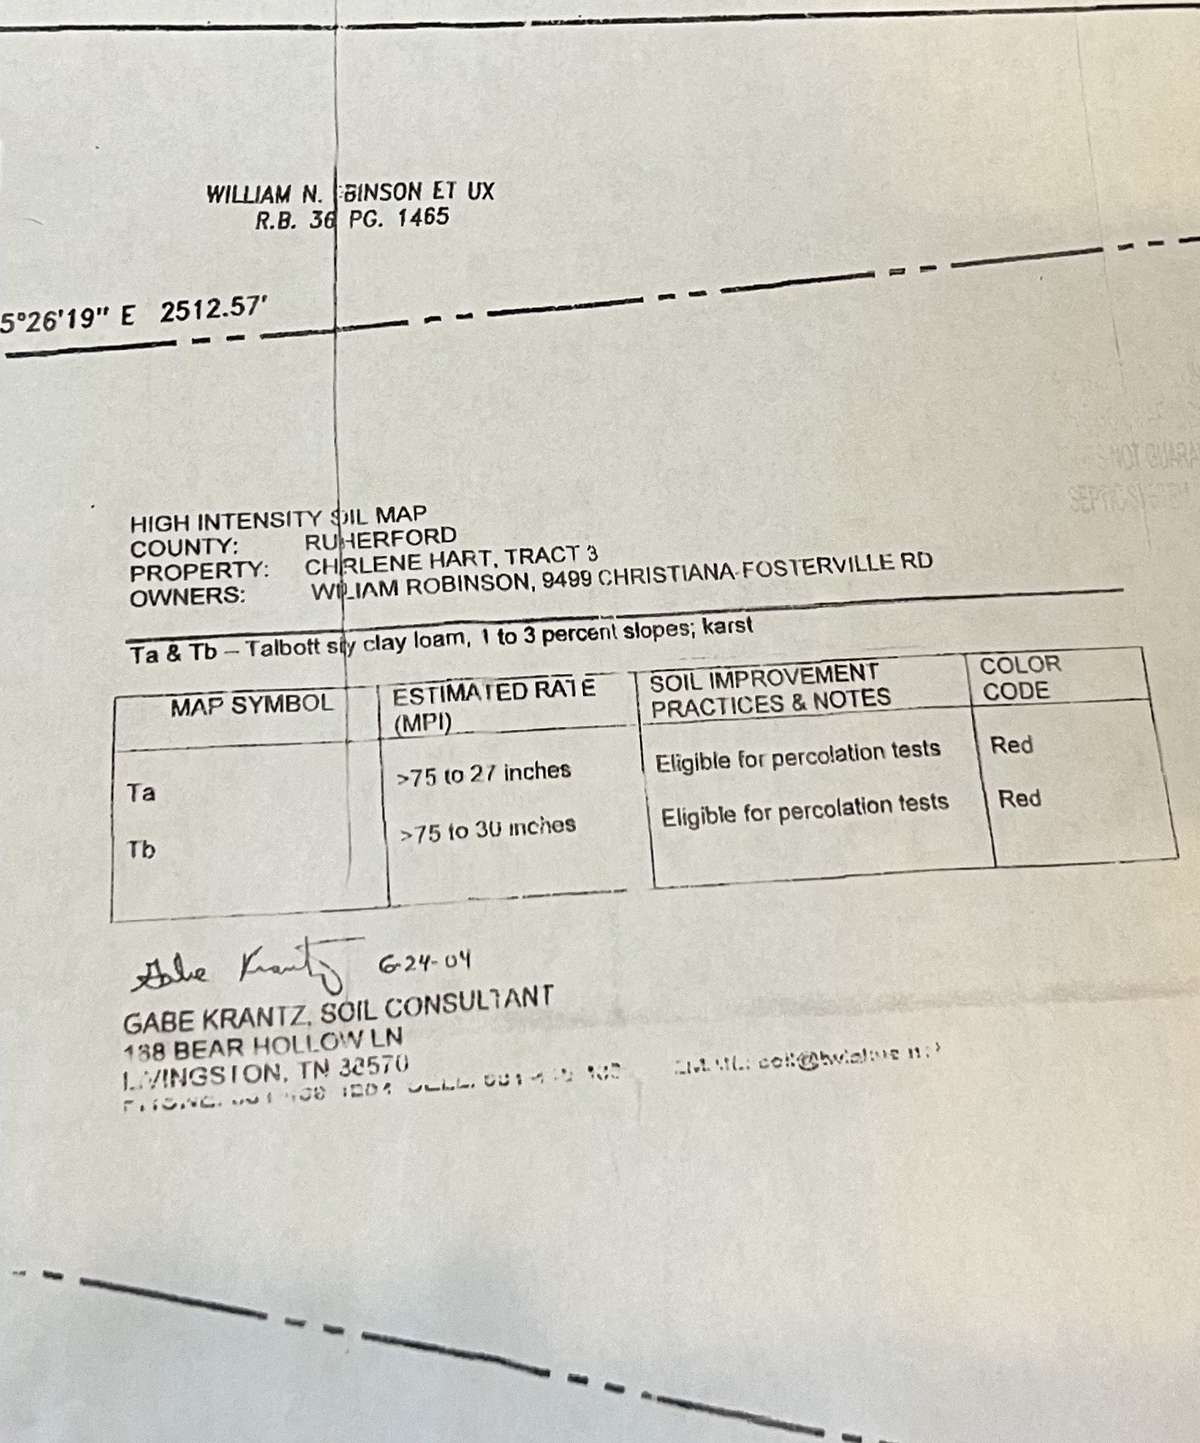 WILLIAM N. BINSON ET UX
R.B. 36 PG. 1465
5°26'19" E 2512.57'
HIGH INTENSITY SOIL MAP
COUNTY: RUHERFORD
PROPERTY: CHRLENE HART, TRACT 3
OWNERS: WILIAM ROBINSON, 9499 CHRISTIANA-FOSTERVILLE RD
Ta & Tb – Talbott sty clay loam, 1 to 3 percent slopes; karst
MAP SYMBOL ESTIMATED RATE (MPI) SOIL IMPROVEMENT PRACTICES & NOTES COLOR CODE
Ta >75 to 27 inches Eligible for percolation tests Red
Tb >75 to 30 inches Eligible for percolation tests Red
Gabe Krantz 6-24-04
GABE KRANTZ, SOIL CONSULTANT
188 BEAR HOLLOW LN
LIVINGSTON, TN 38570